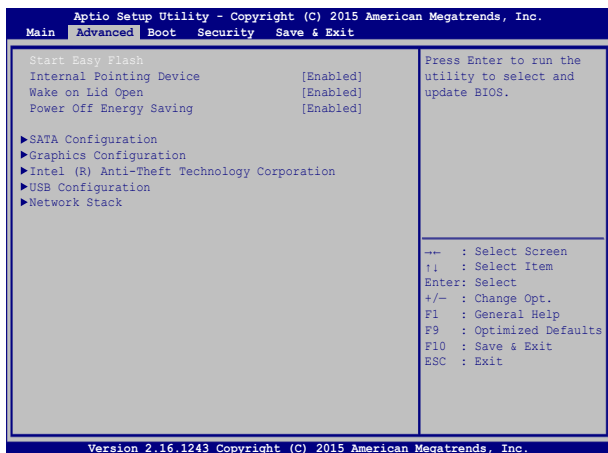 Aptio Setup Utility - Copyright (C) 2015 American Megatrends, Inc.
Main Advanced Boot Security Save & Exit
Start Easy Flash
Internal Pointing Device [Enabled]
Wake on Lid Open [Enabled]
Power Off Energy Saving [Enabled]
▶SATA Configuration
▶Graphics Configuration
▶Intel (R) Anti-Theft Technology Corporation
▶USB Configuration
▶Network Stack
Press Enter to run the
utility to select and
update BIOS.
→← : Select Screen
↑↓ : Select Item
Enter: Select
+/— : Change Opt.
F1 : General Help
F9 : Optimized Defaults
F10 : Save & Exit
ESC : Exit
Version 2.16.1243 Copyright (C) 2015 American Megatrends, Inc.